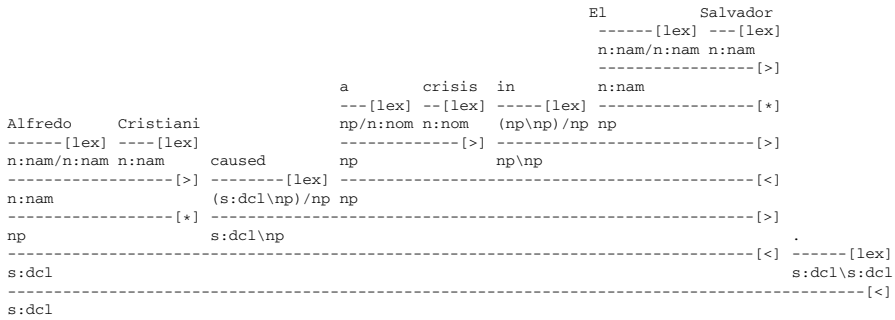 El Salvador
------[lex] ---[lex]
n:nam/n:nam n:nam
-----------------[>]
a crisis in n:nam
---[lex] --[lex] -----[lex] -----------------[*]
Alfredo Cristiani np/n:nom n:nom (np\np)/np np
------[lex] ----[lex] -------------[>] ----------------------------[>]
n:nam/n:nam n:nam caused np np\np
------------------[>] --------[lex] ------------------------------------------[<]
n:nam (s:dcl\np)/np np
------------------[*] -------------------------------------------------------[>]
np s:dcl\np .
-----------------------------------------------------------------------------[<] ------[lex]
s:dcl s:dcl\s:dcl
----------------------------------------------------------------------------------------[<]
s:dcl